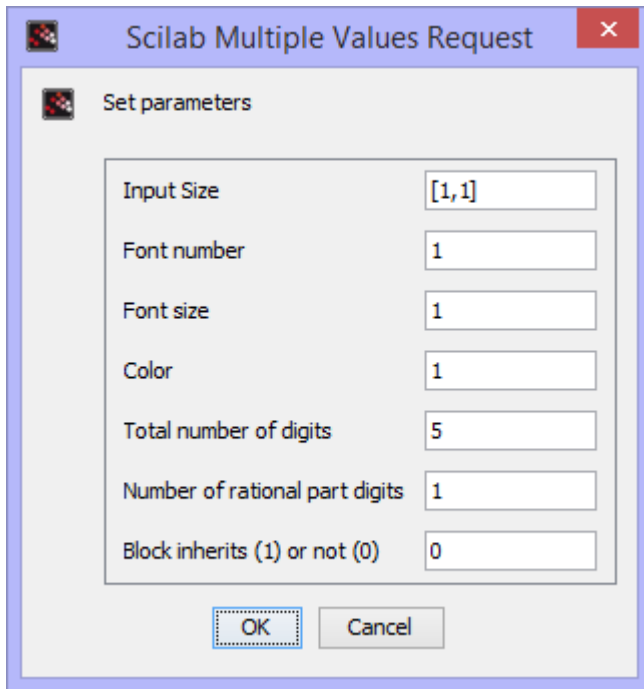 Scilab Multiple Values Request
Set parameters
Input Size [1,1]
Font number 1
Font size 1
Color 1
Total number of digits 5
Number of rational part digits 1
Block inherits (1) or not (0) 0
OK Cancel